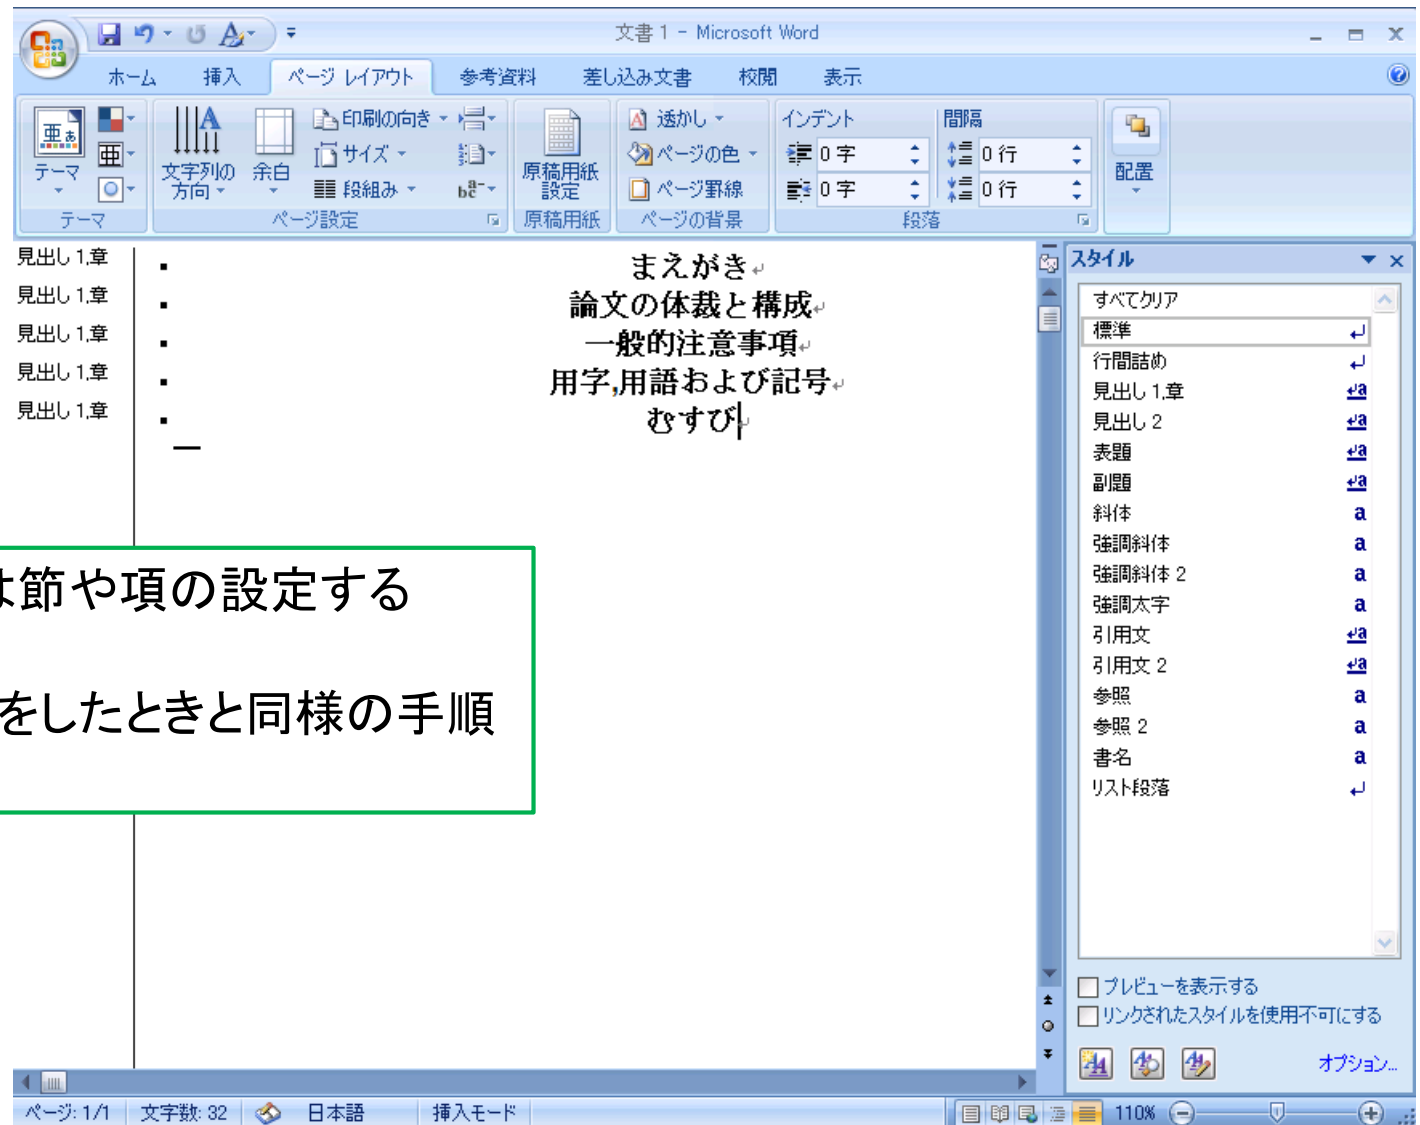 文書 1 - Microsoft Word
ホーム 挿入 ページ レイアウト 参考資料 差し込み文書 校閲 表示
亜あ 亜 A 印刷の向き 透かし インデント 間隔
テーマ 文字列の方向 余白 サイズ 原稿用紙設定 ページの色 0 字 0 行 配置
段組み ページ罫線 0 字 0 行
テーマ ページ設定 原稿用紙 ページの背景 段落
見出し 1,章 まえがき
見出し 1,章 論文の体裁と構成
見出し 1,章 一般的注意事項
見出し 1,章 用字,用語および記号
見出し 1,章 むすび
は節や項の設定する
をしたときと同様の手順
スタイル
すべてクリア
標準
行間詰め
見出し 1,章
見出し 2
表題
副題
斜体 a
強調斜体 a
強調斜体 2 a
強調太字 a
引用文
引用文 2
参照 a
参照 2 a
書名 a
リスト段落
プレビューを表示する
リンクされたスタイルを使用不可にする
オプション...
ページ: 1/1 文字数: 32 日本語 挿入モード 110%